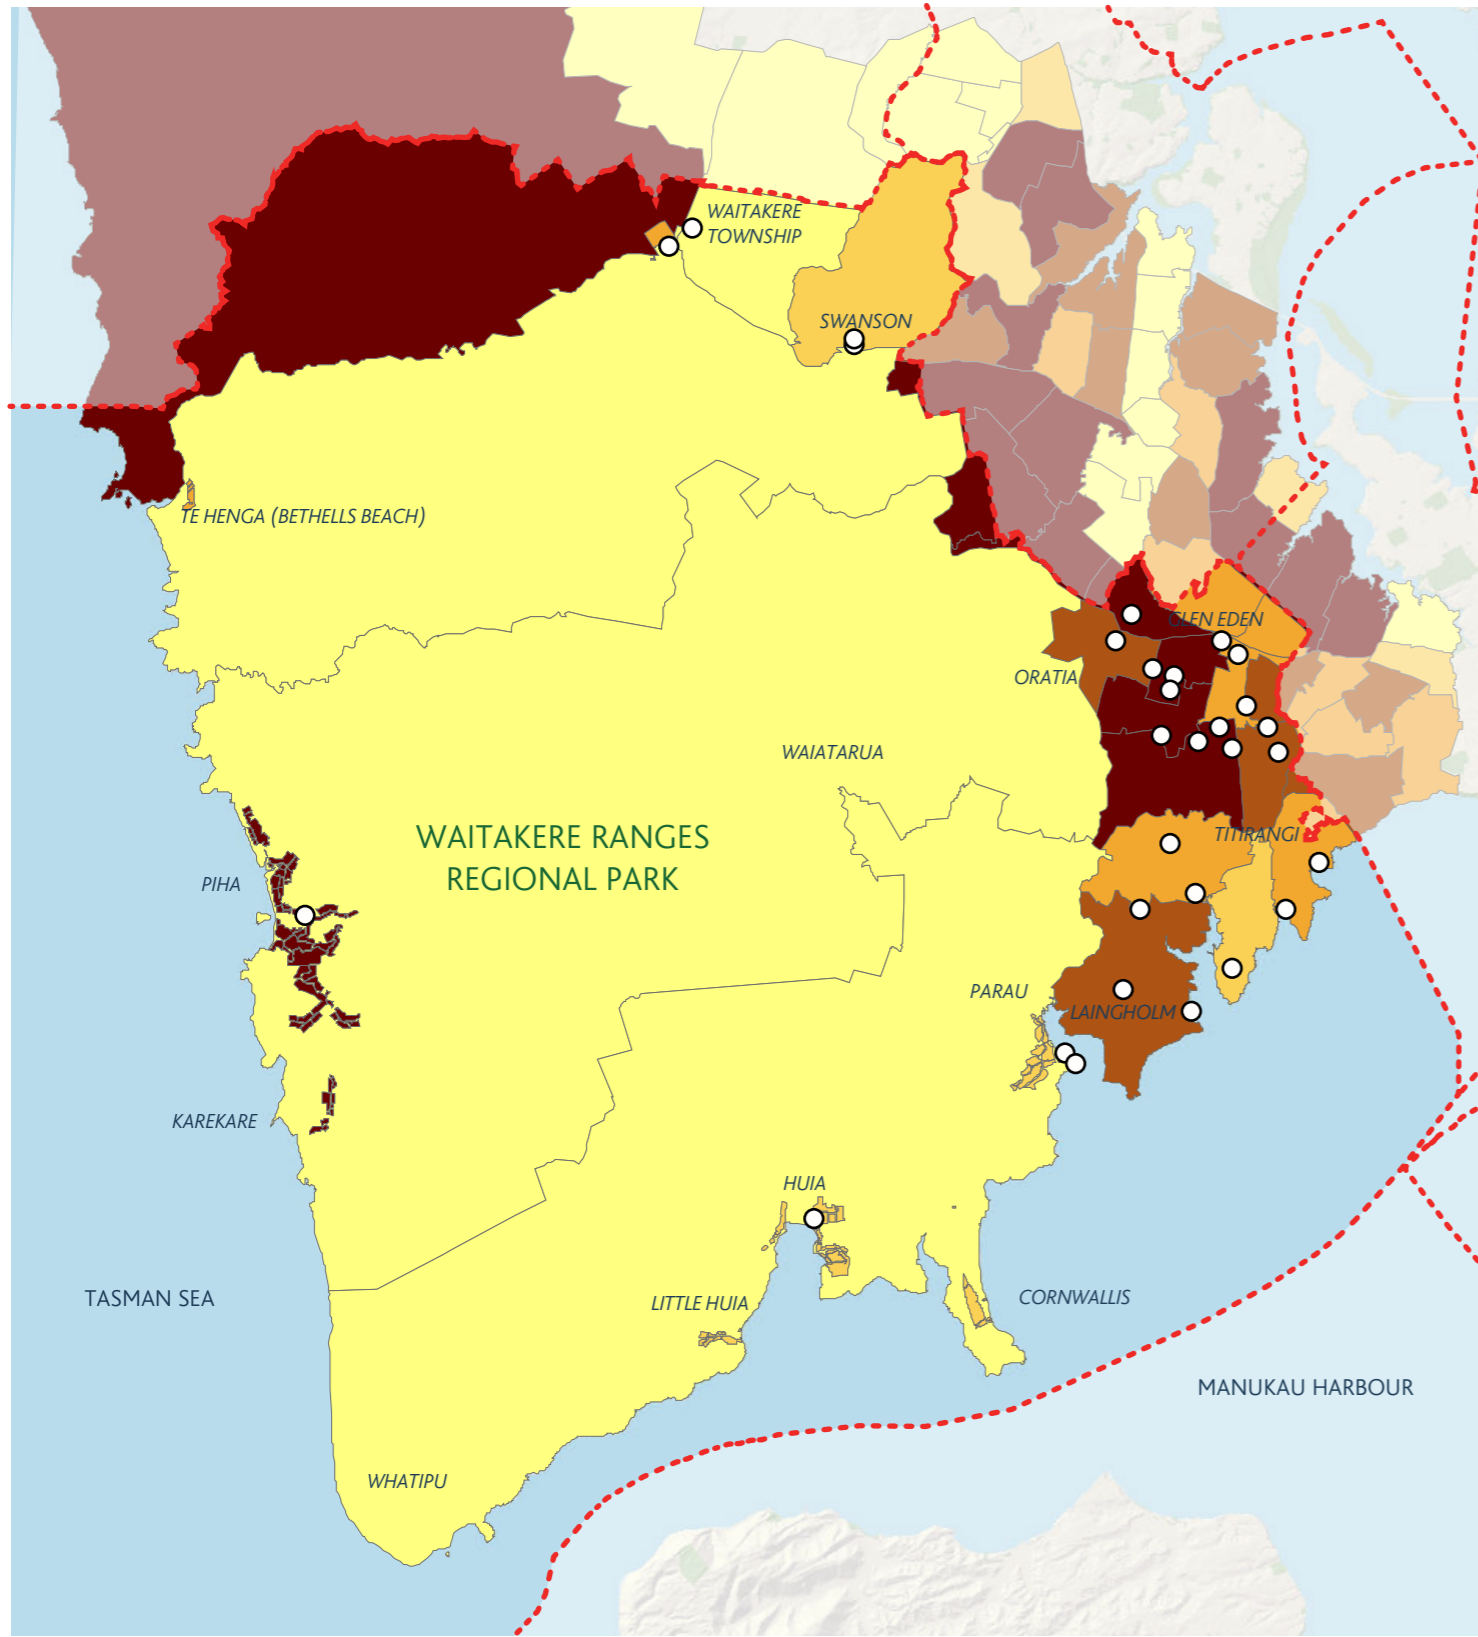 WAITAKERE
TOWNSHIP
SWANSON
TE HENGA (BETHELLS BEACH)
GLEN EDEN
ORATIA
WAIATARUA
WAITAKERE RANGES
REGIONAL PARK
TITIRANGI
PIHA
PARAU
LAINGHOLM
KAREKARE
HUIA
TASMAN SEA
LITTLE HUIA
CORNWALLIS
MANUKAU HARBOUR
WHATIPU